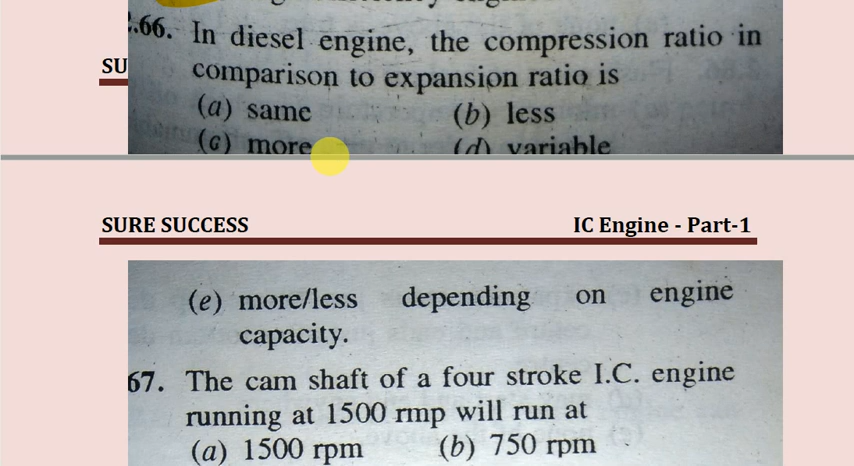 .66. In diesel engine, the compression ratio in
SU
comparison to expansion ratio is
(a) same (b) less
(c) more (d) variable
SURE SUCCESS IC Engine - Part-1
(e) more/less depending on engine
capacity.
67. The cam shaft of a four stroke I.C. engine
running at 1500 rmp will run at
(a) 1500 rpm (b) 750 rpm